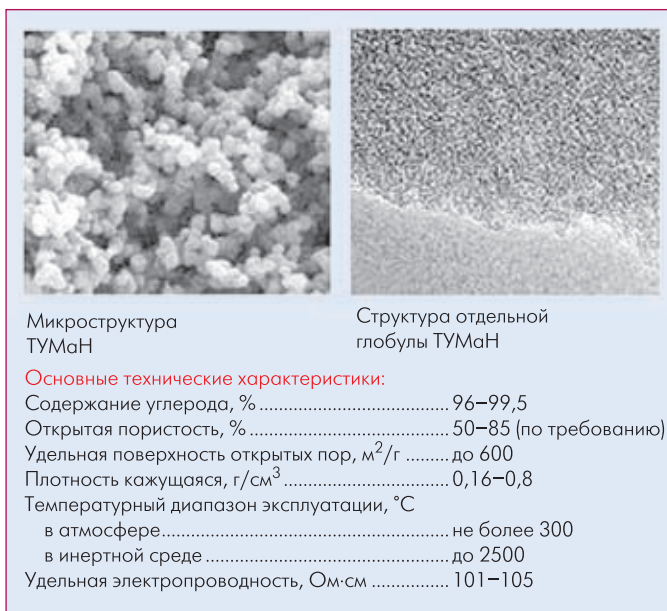 Микроструктура
ТУМаН
Структура отдельной
глобулы ТУМаН
Основные технические характеристики:
Содержание углерода, % ........................................ 96–99,5
Открытая пористость, % ........................................ 50–85 (по требованию)
Удельная поверхность открытых пор, м²/г ......... до 600
Плотность кажущаяся, г/см³ ................................... 0,16–0,8
Температурный диапазон эксплуатации, °С
в атмосфере ............................................................ не более 300
в инертной среде ..................................................... до 2500
Удельная электропроводность, Ом·см ................ 101–105